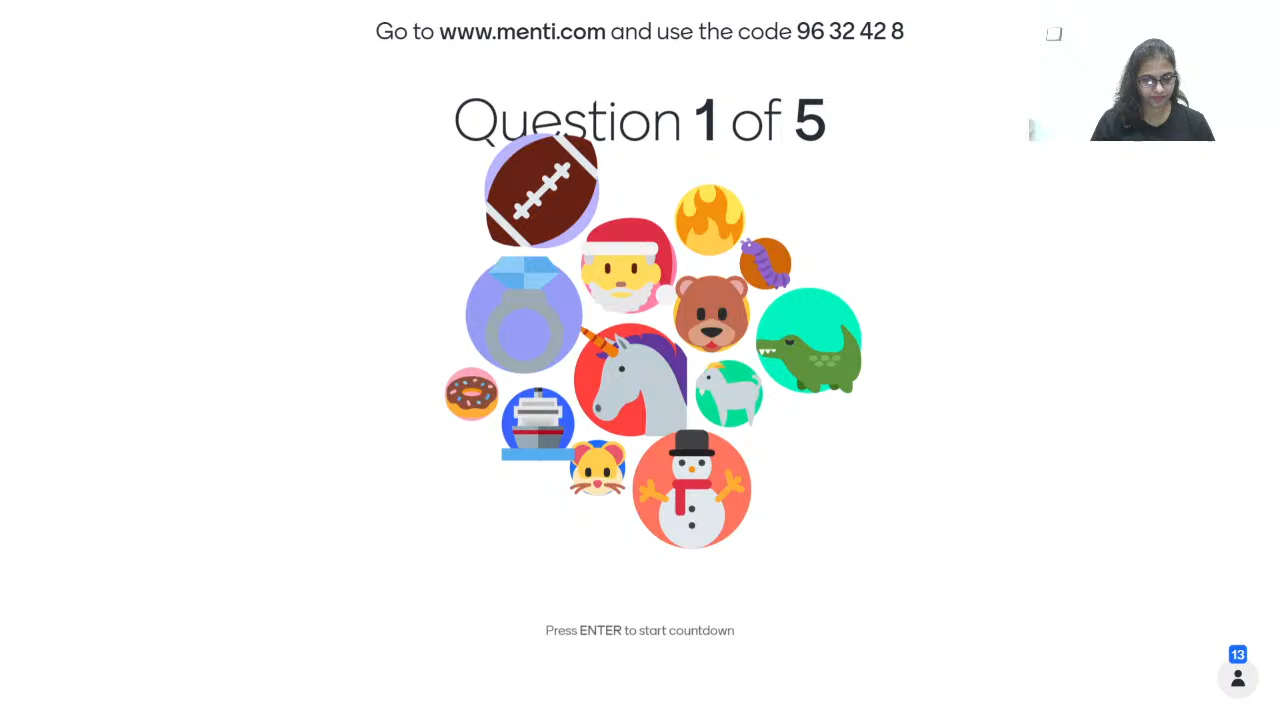 Go to www.menti.com and use the code 96 32 42 8
Question 1 of 5
Press ENTER to start countdown
13